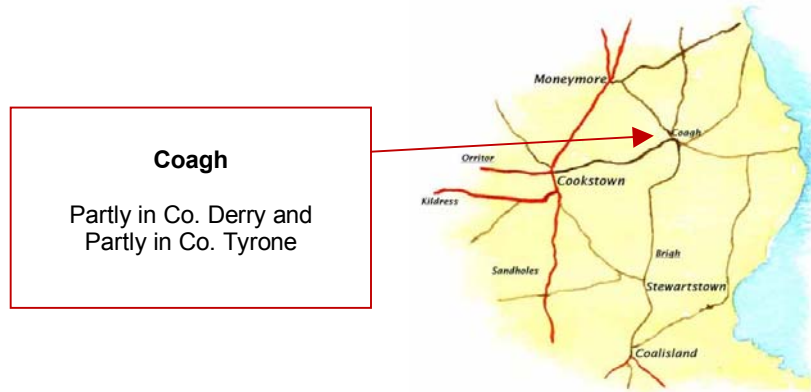 Coagh
Partly in Co. Derry and
Partly in Co. Tyrone
Moneymore
Coagh
Orritor
Cookstown
Kildress
Brigh
Sandholes
Stewartstown
Coalisland